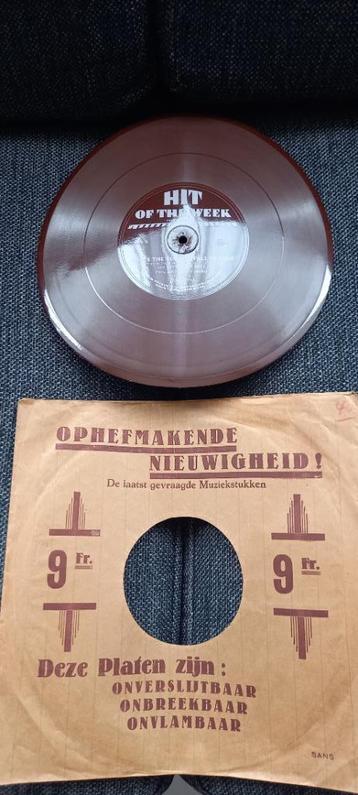 HIT
OF THE WEEK
THE
OPHEFMAKENDE
NIEUWIGHEID!
De laatst gevraagde Muziekstukken
9 Fr.
9 Fr.
Deze Platen zijn:
ONVERSLIJTBAAR
ONBREEKBAAR
ONVLAMBAAR
SANS